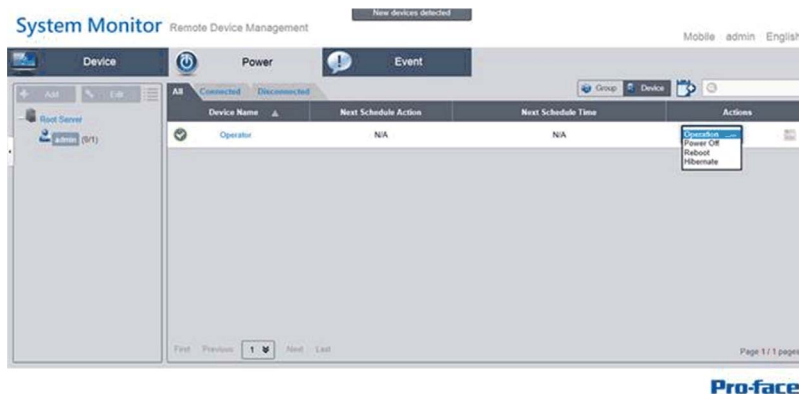 New devices detected
System Monitor Remote Device Management
Mobile admin English
Device Power Event
Add Edit
All Connected Disconnected
Group Device
Root Server
admin (0/1)
Device Name Next Schedule Action Next Schedule Time Actions
Operator N/A N/A Operation ...
Power Off
Reboot
Hibernate
First Previous 1 Next Last
Page 1 / 1 pages
Pro-face